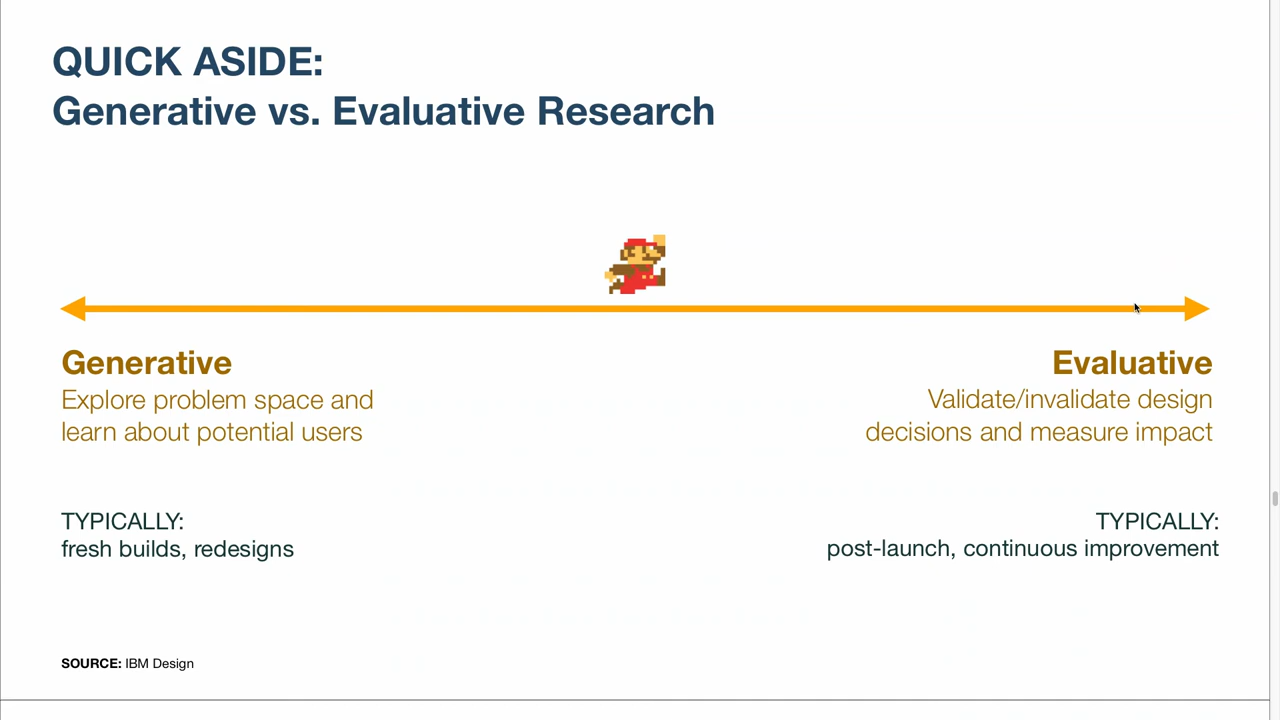 QUICK ASIDE:
Generative vs. Evaluative Research
Generative
Explore problem space and
learn about potential users
TYPICALLY:
fresh builds, redesigns
Evaluative
Validate/invalidate design
decisions and measure impact
TYPICALLY:
post-launch, continuous improvement
SOURCE: IBM Design